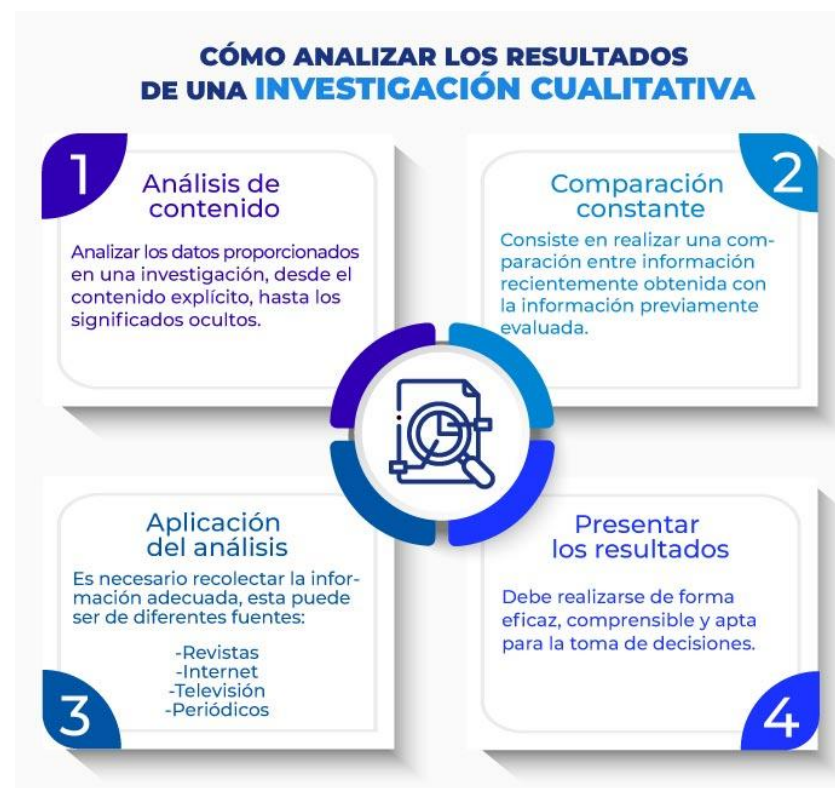 CÓMO ANALIZAR LOS RESULTADOS
DE UNA INVESTIGACIÓN CUALITATIVA
1
Análisis de
contenido
Analizar los datos proporcionados
en una investigación, desde el
contenido explícito, hasta los
significados ocultos.
2
Comparación
constante
Consiste en realizar una com-
paración entre información
recientemente obtenida con
la información previamente
evaluada.
Aplicación
del análisis
Es necesario recolectar la infor-
mación adecuada, esta puede
ser de diferentes fuentes:
-Revistas
-Internet
-Televisión
-Periódicos
3
Presentar
los resultados
Debe realizarse de forma
eficaz, comprensible y apta
para la toma de decisiones.
4